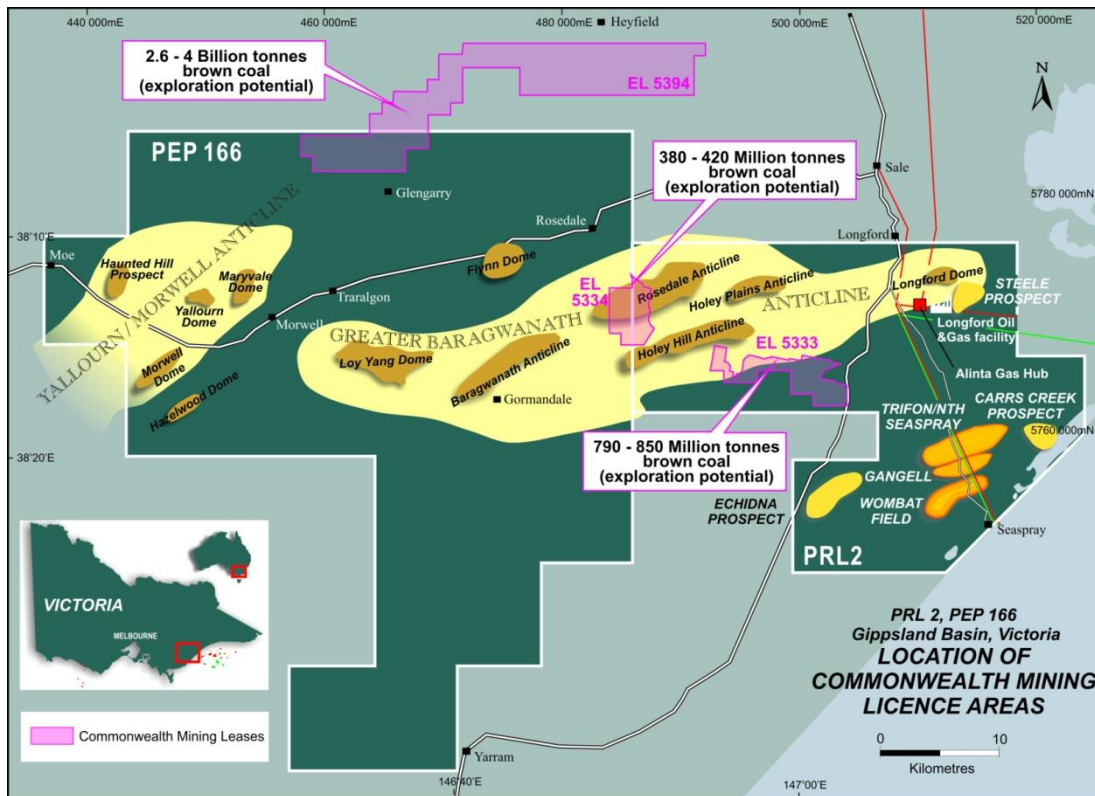 440 000mE
460 000mE
480 000mE
500 000mE
520 000mE
Heyfield
2.6 - 4 Billion tonnes
brown coal
(exploration potential)
EL 5394
N
PEP 166
380 - 420 Million tonnes
brown coal
(exploration potential)
Sale
Glengarry
5780 000mN
YALLOURN / MORWELL ANTICLINE
Rosedale
38°10'E
Longford
Moe
Haunted Hill
Prospect
Maryvale
Dome
Flynn Dome
Yallourn
Dome
Traralgon
EL
5334
Rosedale Anticline
Holey Plains Anticline
Longford Dome
STEELE
PROSPECT
Morwell
GREATER BARAGWANATH
ANTICLINE
Longford Oil
&Gas facility
Morwell
Dome
Loy Yang Dome
Holey Hill Anticline
EL 5333
Baragwanath Anticline
Alinta Gas Hub
Hazelwood Dome
Gormandale
TRIFON/NTH
SEASPRAY
CARRS CREEK
PROSPECT
5760 000mN
38°20'E
790 - 850 Million tonnes
brown coal
(exploration potential)
GANGELL
ECHIDNA
PROSPECT
WOMBAT
FIELD
Seaspray
PRL2
VICTORIA
MELBOURNE
PRL 2, PEP 166
Gippsland Basin, Victoria
LOCATION OF
COMMONWEALTH MINING
LICENCE AREAS
Commonwealth Mining Leases
Yarram
0
10
Kilometres
146°40'E
147°00'E